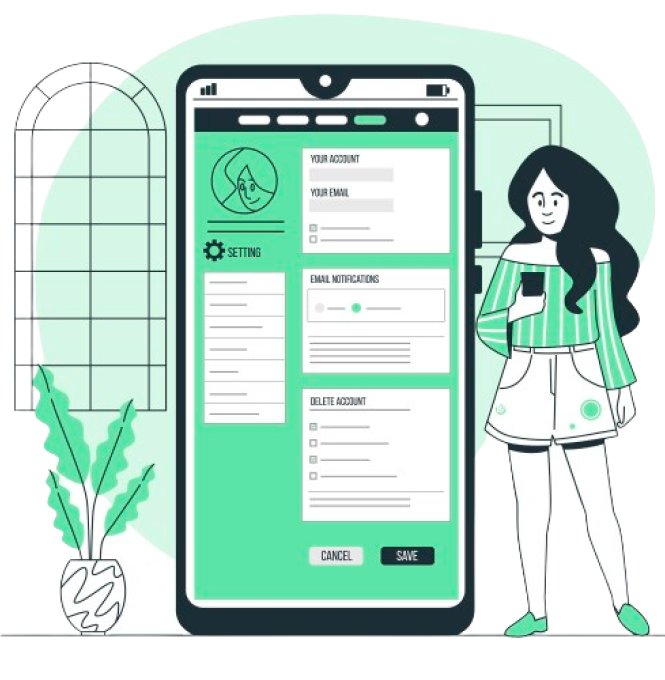 YOUR ACCOUNT
YOUR EMAIL
SETTING
EMAIL NOTIFICATIONS
DELETE ACCOUNT
CANCEL
SAVE